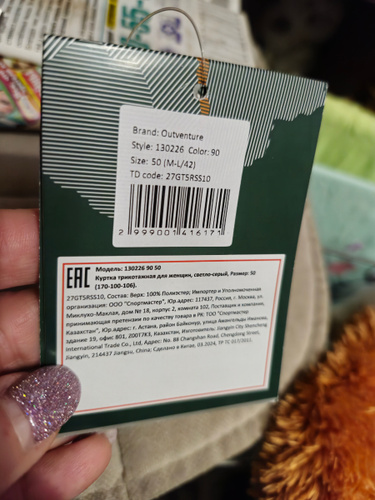 Brand: Outventure
Style: 130226 Color: 90
Size: 50 (M-L/42)
TD code: 27GT5RSS10
2 999001 416171
EAC
Модель: 130226 90 50
Куртка трикотажная для женщин, светло-серый, Размер: 50
(170-100-106).
27GT5RSS10, Состав: Верх: 100% Полиэстер; Импортер и Уполномоченная
организация: ООО "Спортмастер", Юр адрес: 117437, Россия, г. Москва, ул.
Миклухо-Маклая, дом № 18, корпус 2, комната 102, Поставщик и компания,
принимающая претензии по качеству товара в РК: ТОО "Спортмастер
Казахстан", Юр адрес: г. Астана, район Байконур, улица
здание 19, офис 801, 200T7K3, Казахстан, Изготовитель: Jiangyin City Shancheng
International Trade Co., Ltd, Адрес: No. 88 Changshan Road, Chengdong Street,
Jiangyin, 214437 Jiangsu, China; Сделано в Китае, 03.2024, ТР ТС 017/2011.